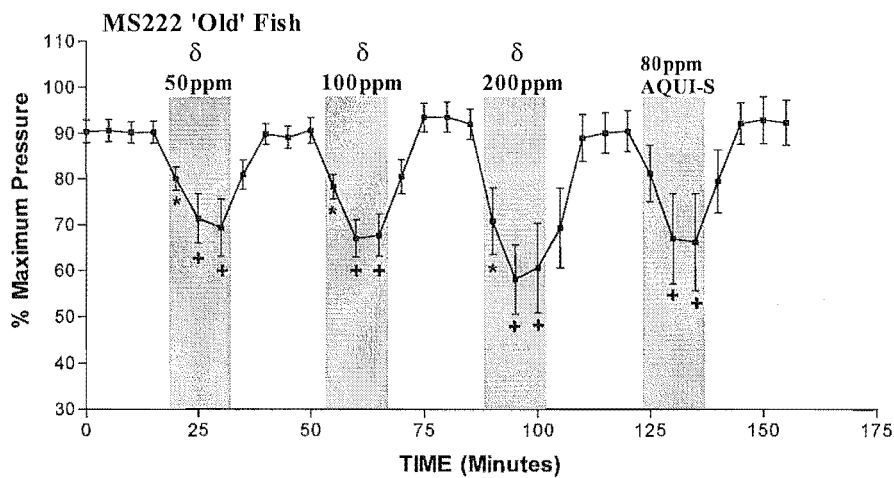 MS222 'Old' Fish
δ δ δ
50ppm 100ppm 200ppm 80ppm
AQUI-S
% Maximum Pressure
110
100
90
80
70
60
50
40
30
* + + * + + * + + + +
0 25 50 75 100 125 150 175
TIME (Minutes)